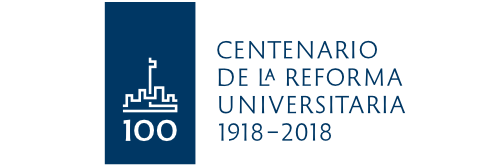 100
CENTENARIO
DE LA REFORMA
UNIVERSITARIA
1918-2018